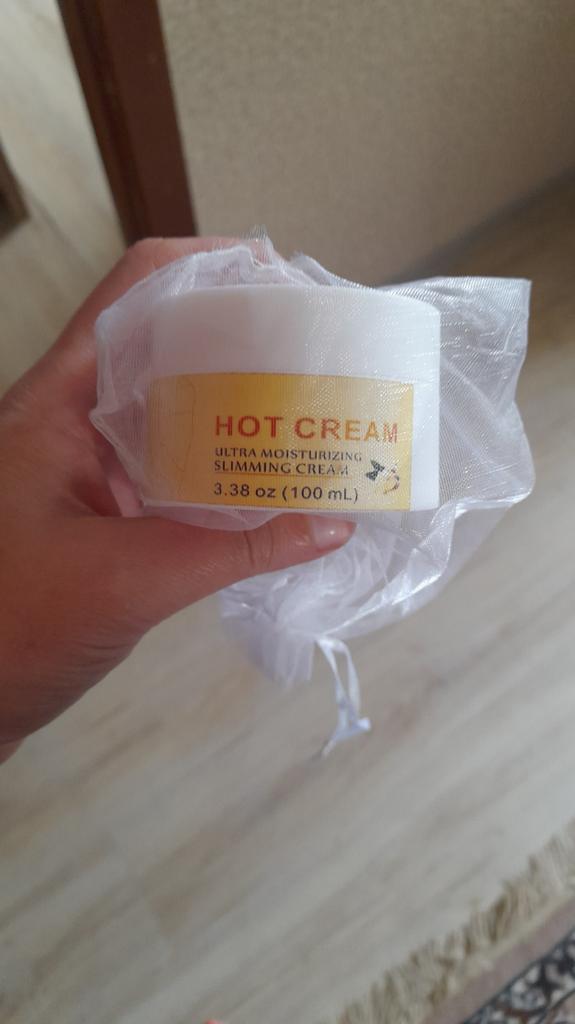 HOT CREAM
ULTRA MOISTURIZING
SLIMMING CREAM
3.38 oz (100 mL)